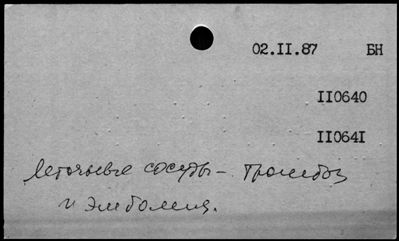 02.II.87 БН
II0640
II064I
Легочные сосуды - тромбоз
и эмболия.